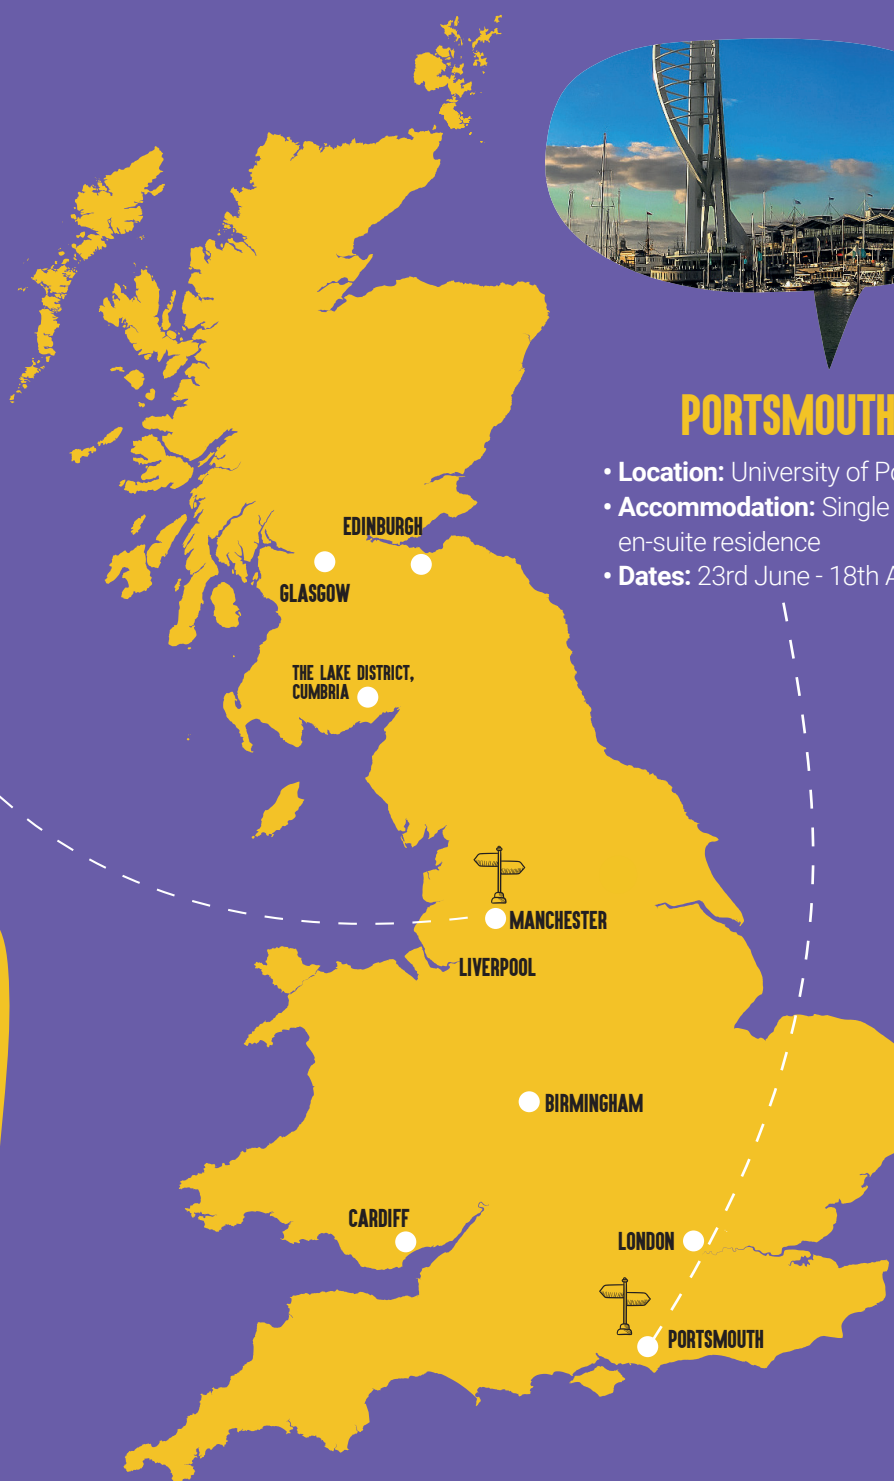 PORTSMOUTH
• Location: University of
• Accommodation: Single
en-suite residence
• Dates: 23rd June - 18th
EDINBURGH
GLASGOW
THE LAKE DISTRICT,
CUMBRIA
MANCHESTER
LIVERPOOL
BIRMINGHAM
CARDIFF
LONDON
PORTSMOUTH